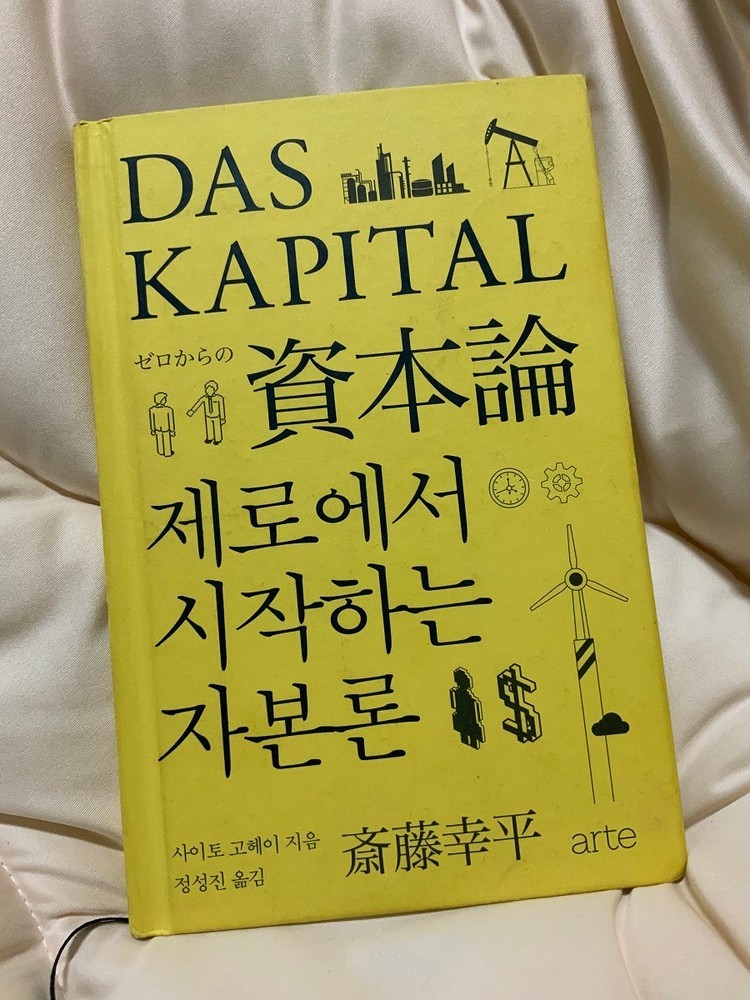 DAS
KAPITAL
ゼロからの
資本論
제로에서
시작하는
자본론
사이토 고헤이 지음
정성진 옮김
斎藤幸平
arte